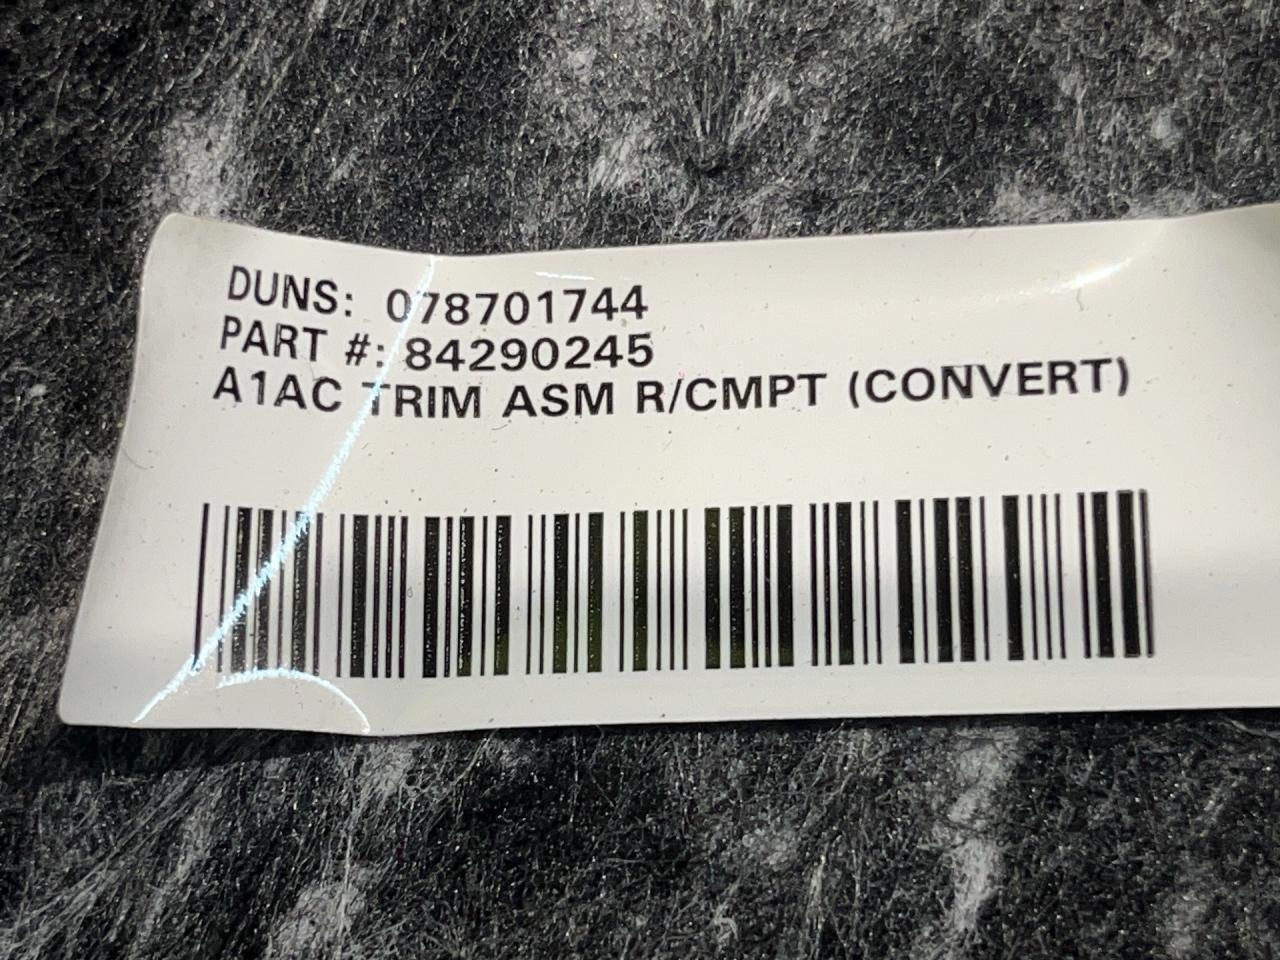 DUNS: 078701744
PART #: 84290245
A1AC TRIM ASM R/CMPT (CONVERT)